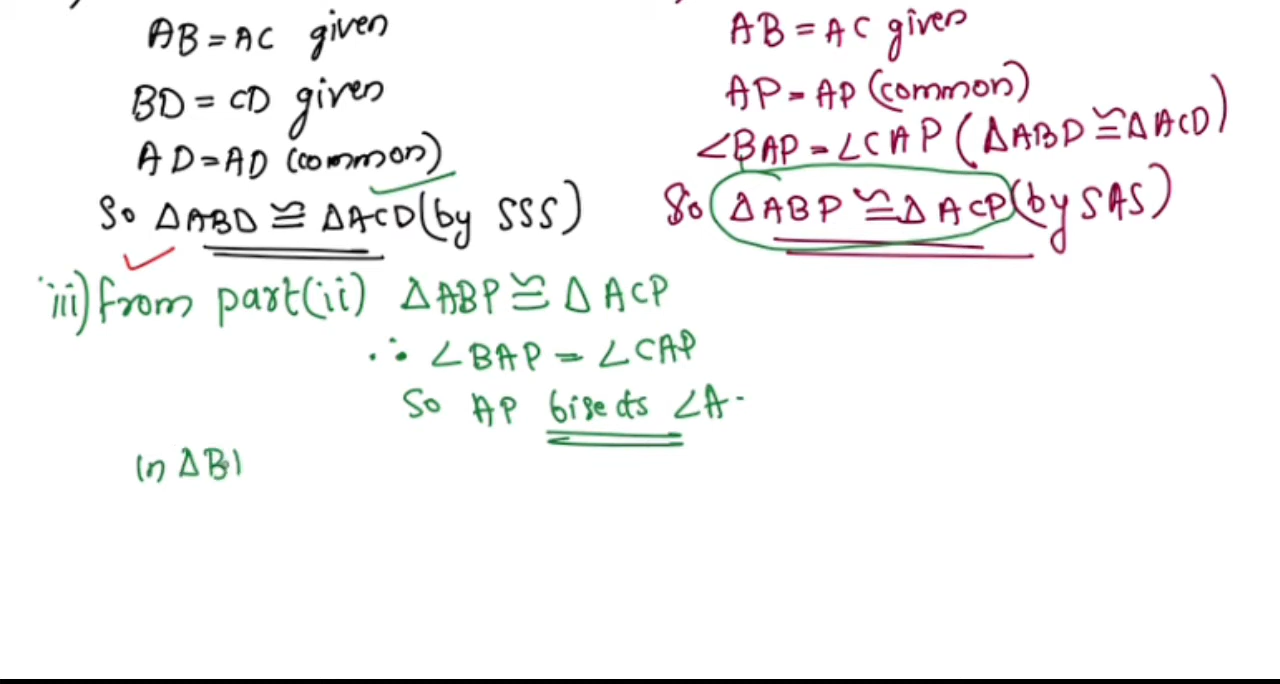 AB = AC given
BD = CD given
AD = AD (common)
So ΔABD ≅ ΔACD (by SSS)
AB = AC given
AP = AP (common)
∠BAP = ∠CAP (ΔABD ≅ ΔACD)
So ΔABP ≅ Δ ACP (by SAS)
iii) from part(ii) ΔABP ≅ Δ ACP
∴ ∠BAP = ∠CAP
So AP bisects ∠A.
In ΔB